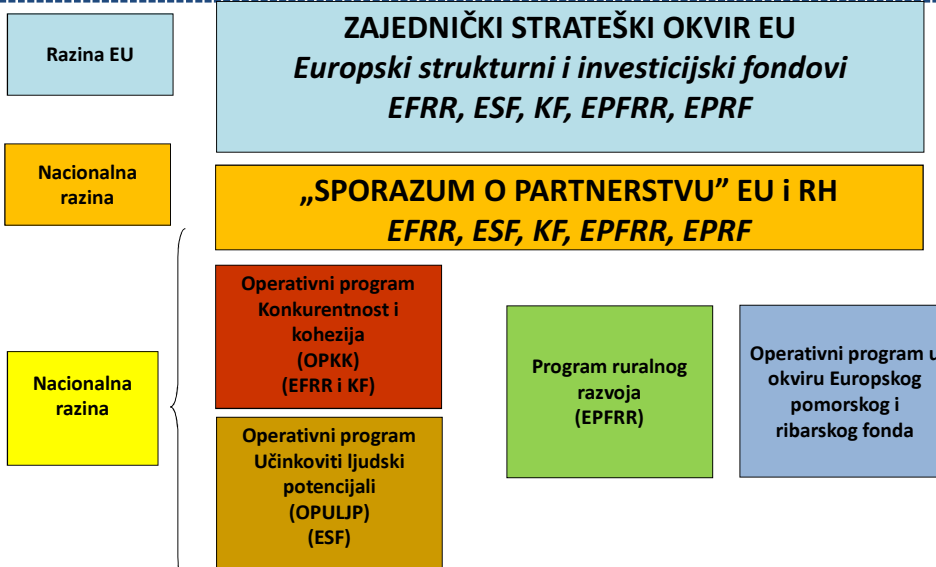 Razina EU
ZAJEDNIČKI STRATEŠKI OKVIR EU
Europski strukturni i investicijski fondovi
EFRR, ESF, KF, EPFRR, EPRF
Nacionalna
razina
„SPORAZUM O PARTNERSTVU” EU i RH
EFRR, ESF, KF, EPFRR, EPRF
Nacionalna
razina
Operativni program
Konkurentnost i
kohezija
(OPKK)
(EFRR i KF)
Operativni program
Učinkoviti ljudski
potencijali
(OPULJP)
(ESF)
Program ruralnog
razvoja
(EPFRR)
Operativni program u
okviru Europskog
pomorskog i
ribarskog fonda